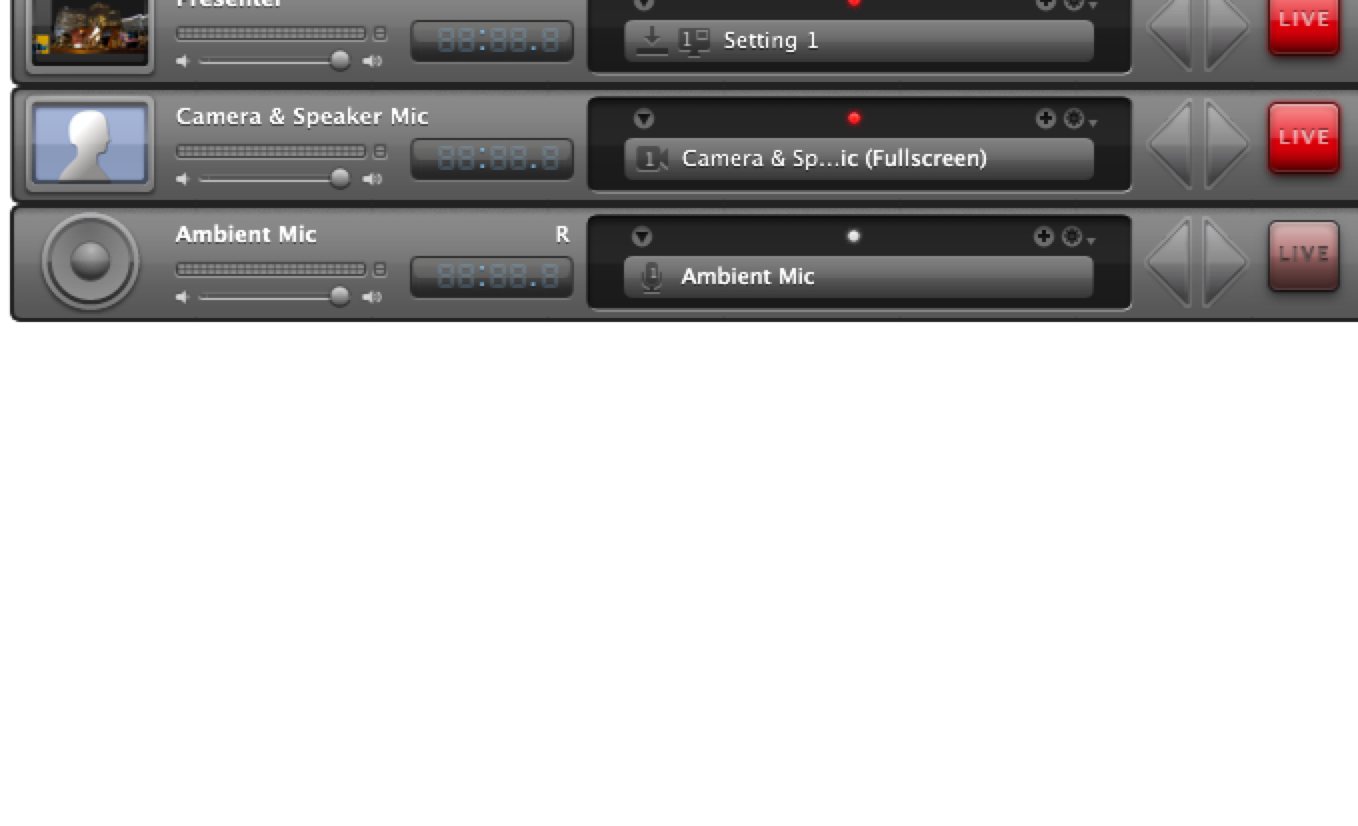 Presenter
88:88.8
1 Setting 1
LIVE
Camera & Speaker Mic
88:88.8
1 Camera & Sp...ic (Fullscreen)
LIVE
Ambient Mic R
88:88.8
1 Ambient Mic
LIVE